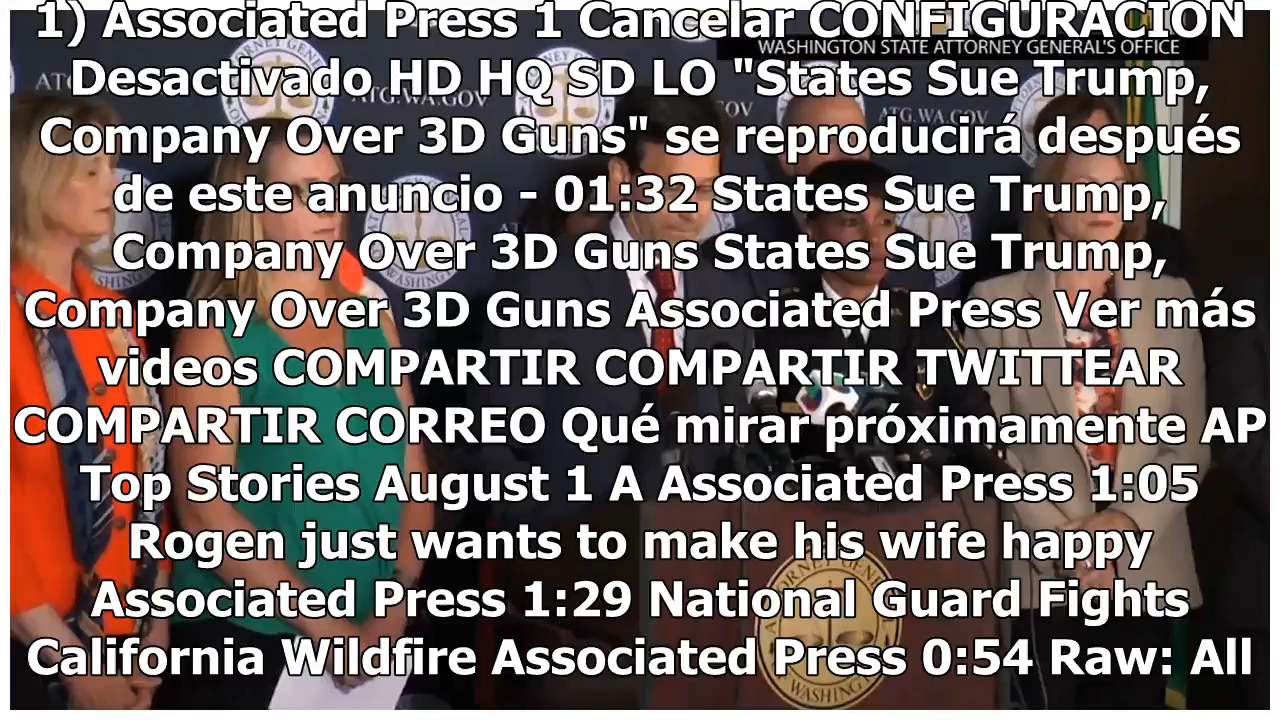 1) Associated Press 1 Cancelar CONFIGURACIÓN
WASHINGTON STATE ATTORNEY GENERAL'S OFFICE
Desactivado HD HQ SD LO "States Sue Trump,
ATG.WA.GOV
Company Over 3D Guns" se reproducirá después
de este anuncio - 01:32 States Sue Trump,
Company Over 3D Guns States Sue Trump,
Company Over 3D Guns Associated Press Ver más
videos COMPARTIR COMPARTIR TWITTEAR
COMPARTIR CORREO Qué mirar próximamente AP
Top Stories August 1 A Associated Press 1:05
Rogen just wants to make his wife happy
Associated Press 1:29 National Guard Fights
California Wildfire Associated Press 0:54 Raw: All